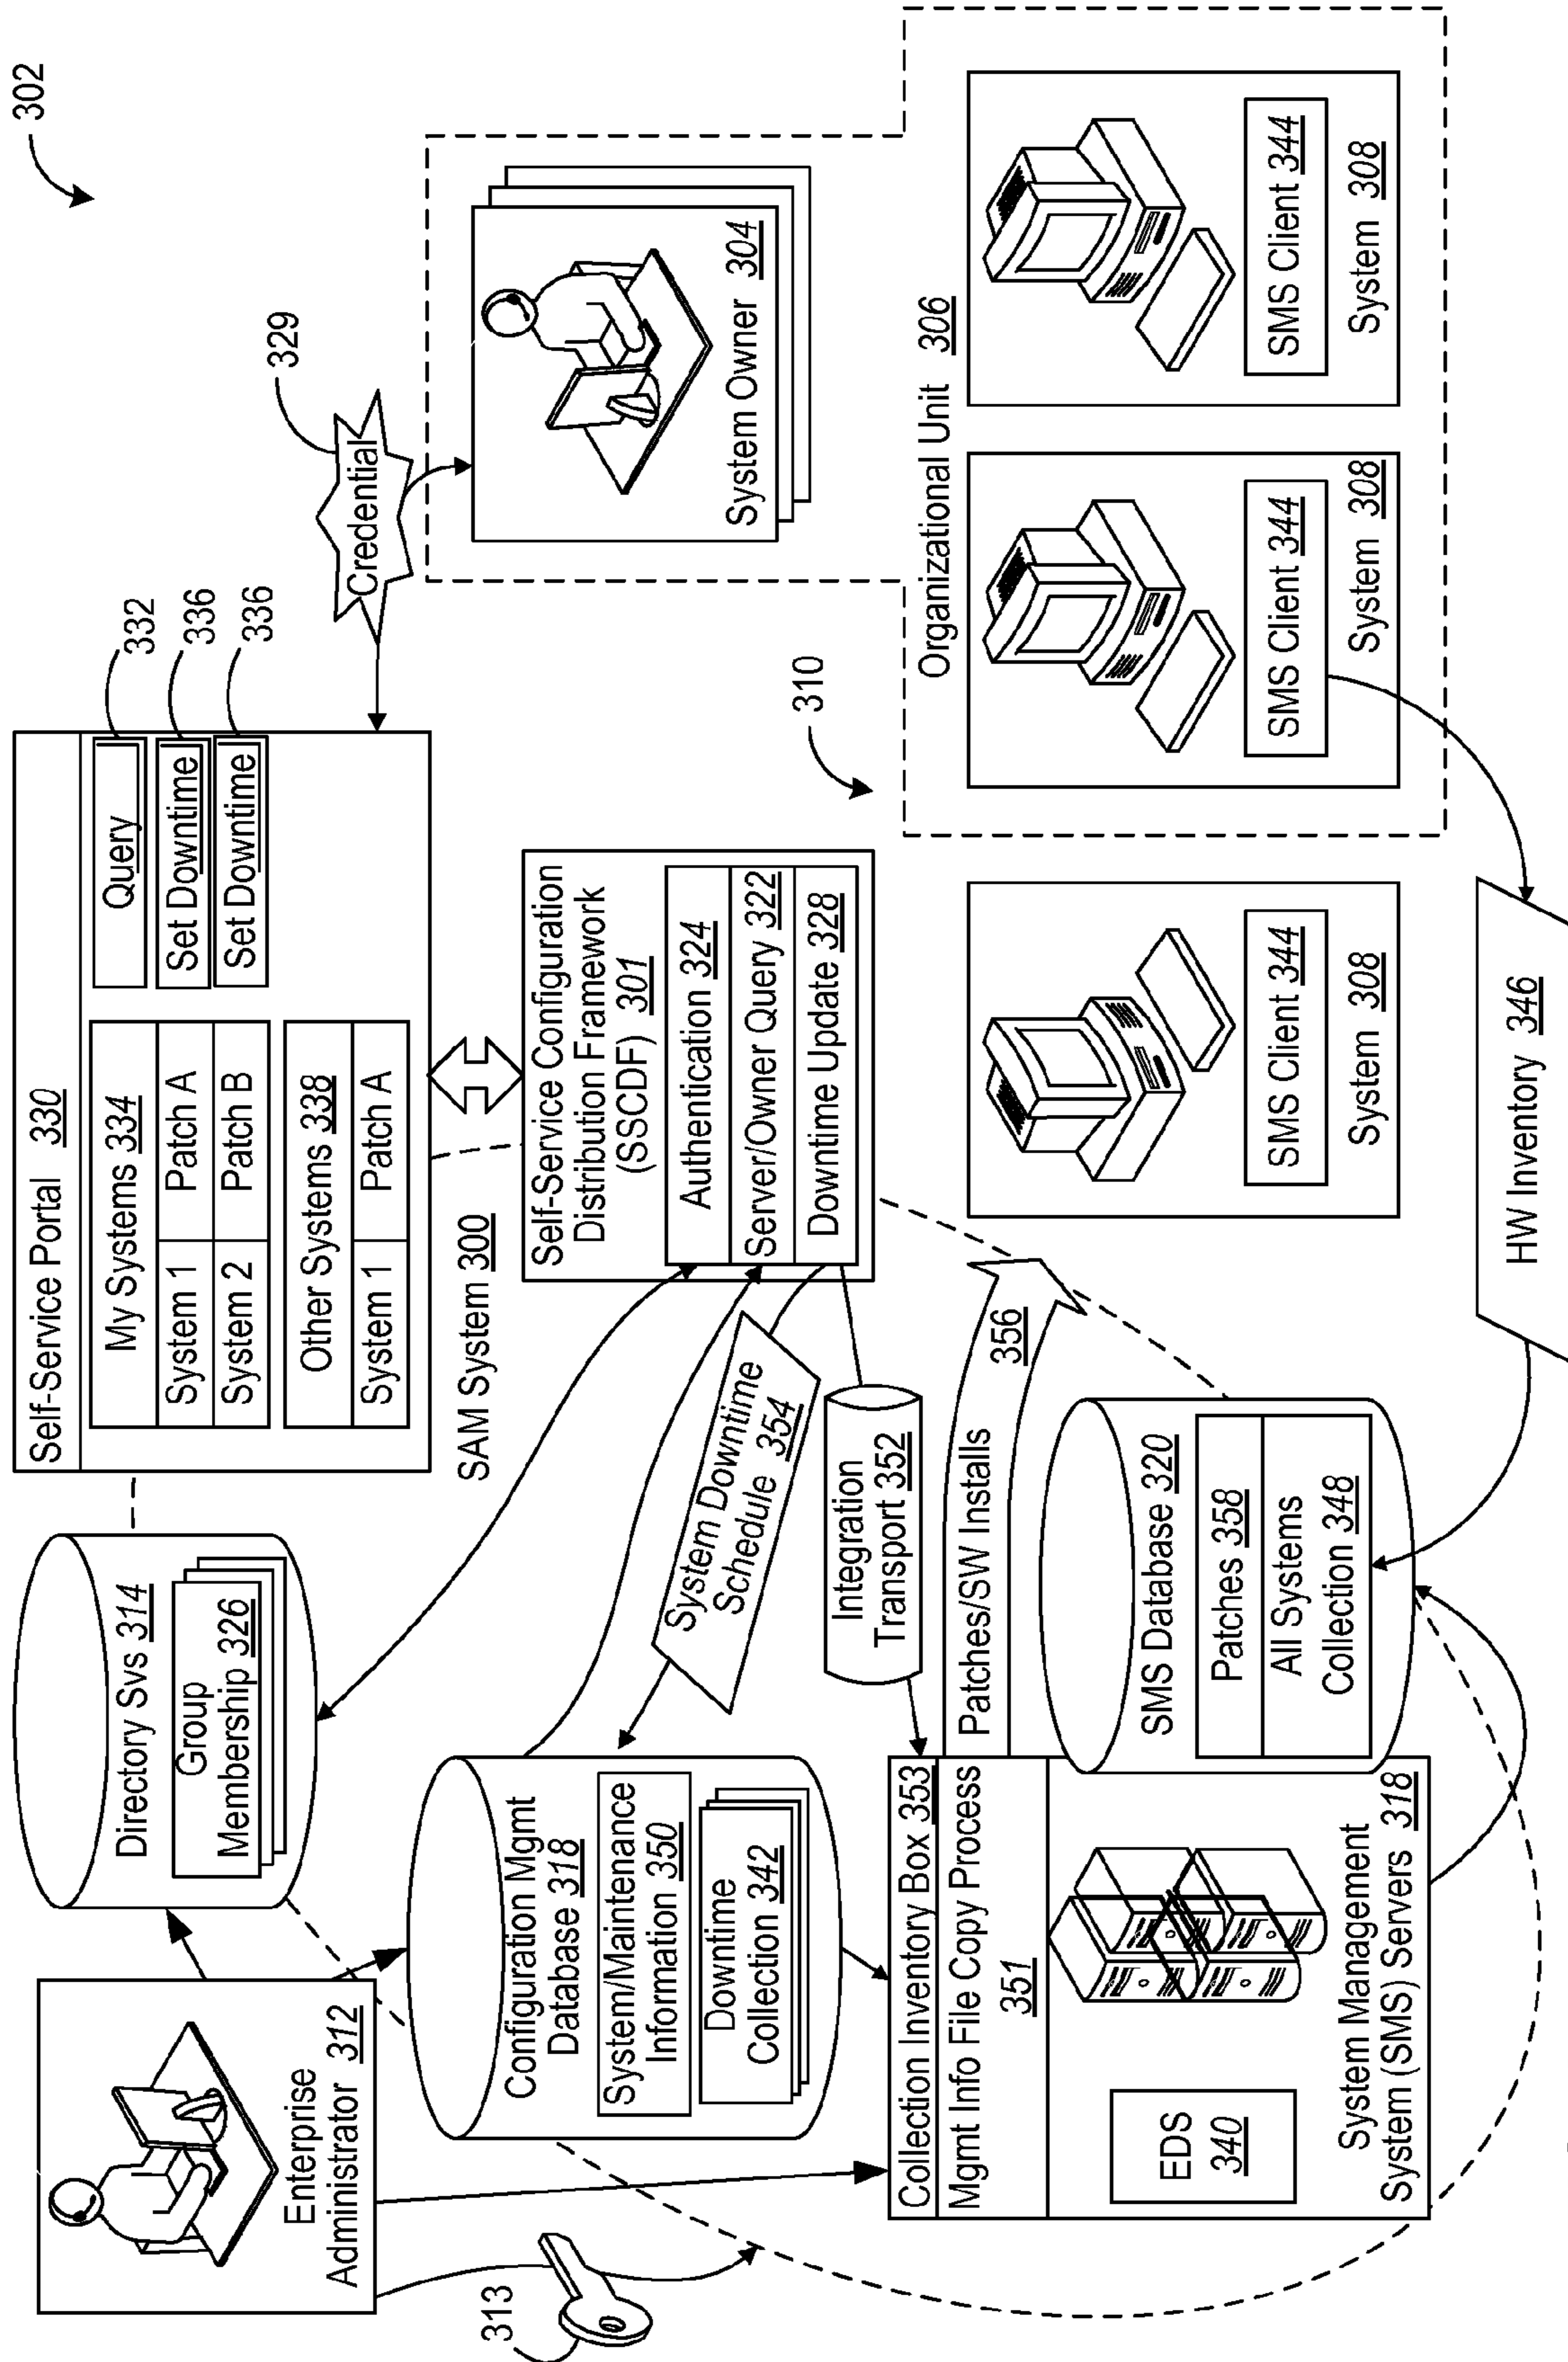 302
Self-Service Portal 330
My Systems 334
System 1 Patch A
System 2 Patch B
Other Systems 338
System 1 Patch A
Query
Set Downtime
Set Downtime
332
336
336
329
Credential
System Owner 304
Organizational Unit 306
SAM System 300
Self-Service Configuration
Distribution Framework
(SSCDF) 301
Authentication 324
Server/Owner Query 322
Downtime Update 328
310
Directory Svs 314
Group
Membership 326
Enterprise
Administrator 312
313
Configuration Mgmt
Database 318
System/Maintenance
Information 350
Downtime
Collection 342
System Downtime
Schedule 354
Integration
Transport 352
Patches/SW Installs
356
Collection Inventory Box 353
Mgmt Info File Copy Process
351
EDS
340
System Management
System (SMS) Servers 318
SMS Database 320
Patches 358
All Systems
Collection 348
SMS Client 344
System 308
SMS Client 344
System 308
SMS Client 344
System 308
HW Inventory 346